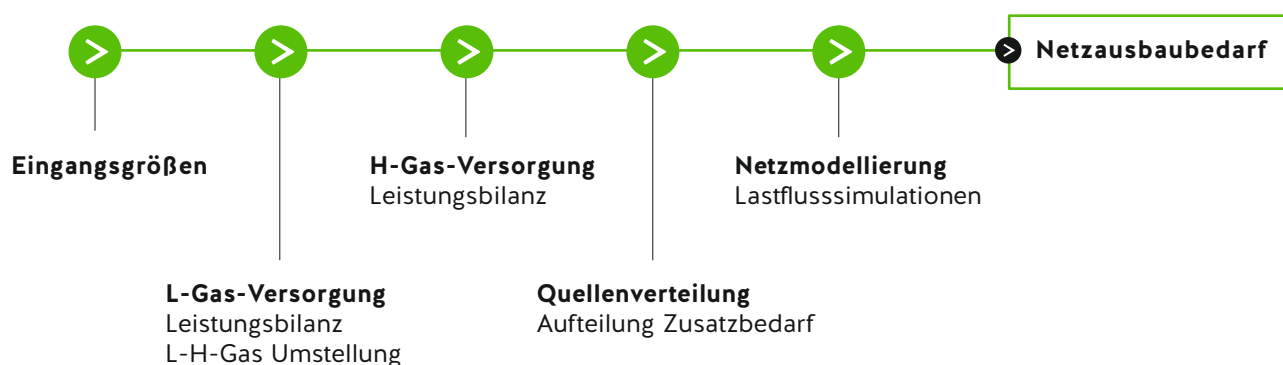 Netzausbaubedarf
Eingangsgrößen
L-Gas-Versorgung
Leistungsbilanz
L-H-Gas Umstellung
H-Gas-Versorgung
Leistungsbilanz
Quellenverteilung
Aufteilung Zusatzbedarf
Netzmodellierung
Lastflusssimulationen